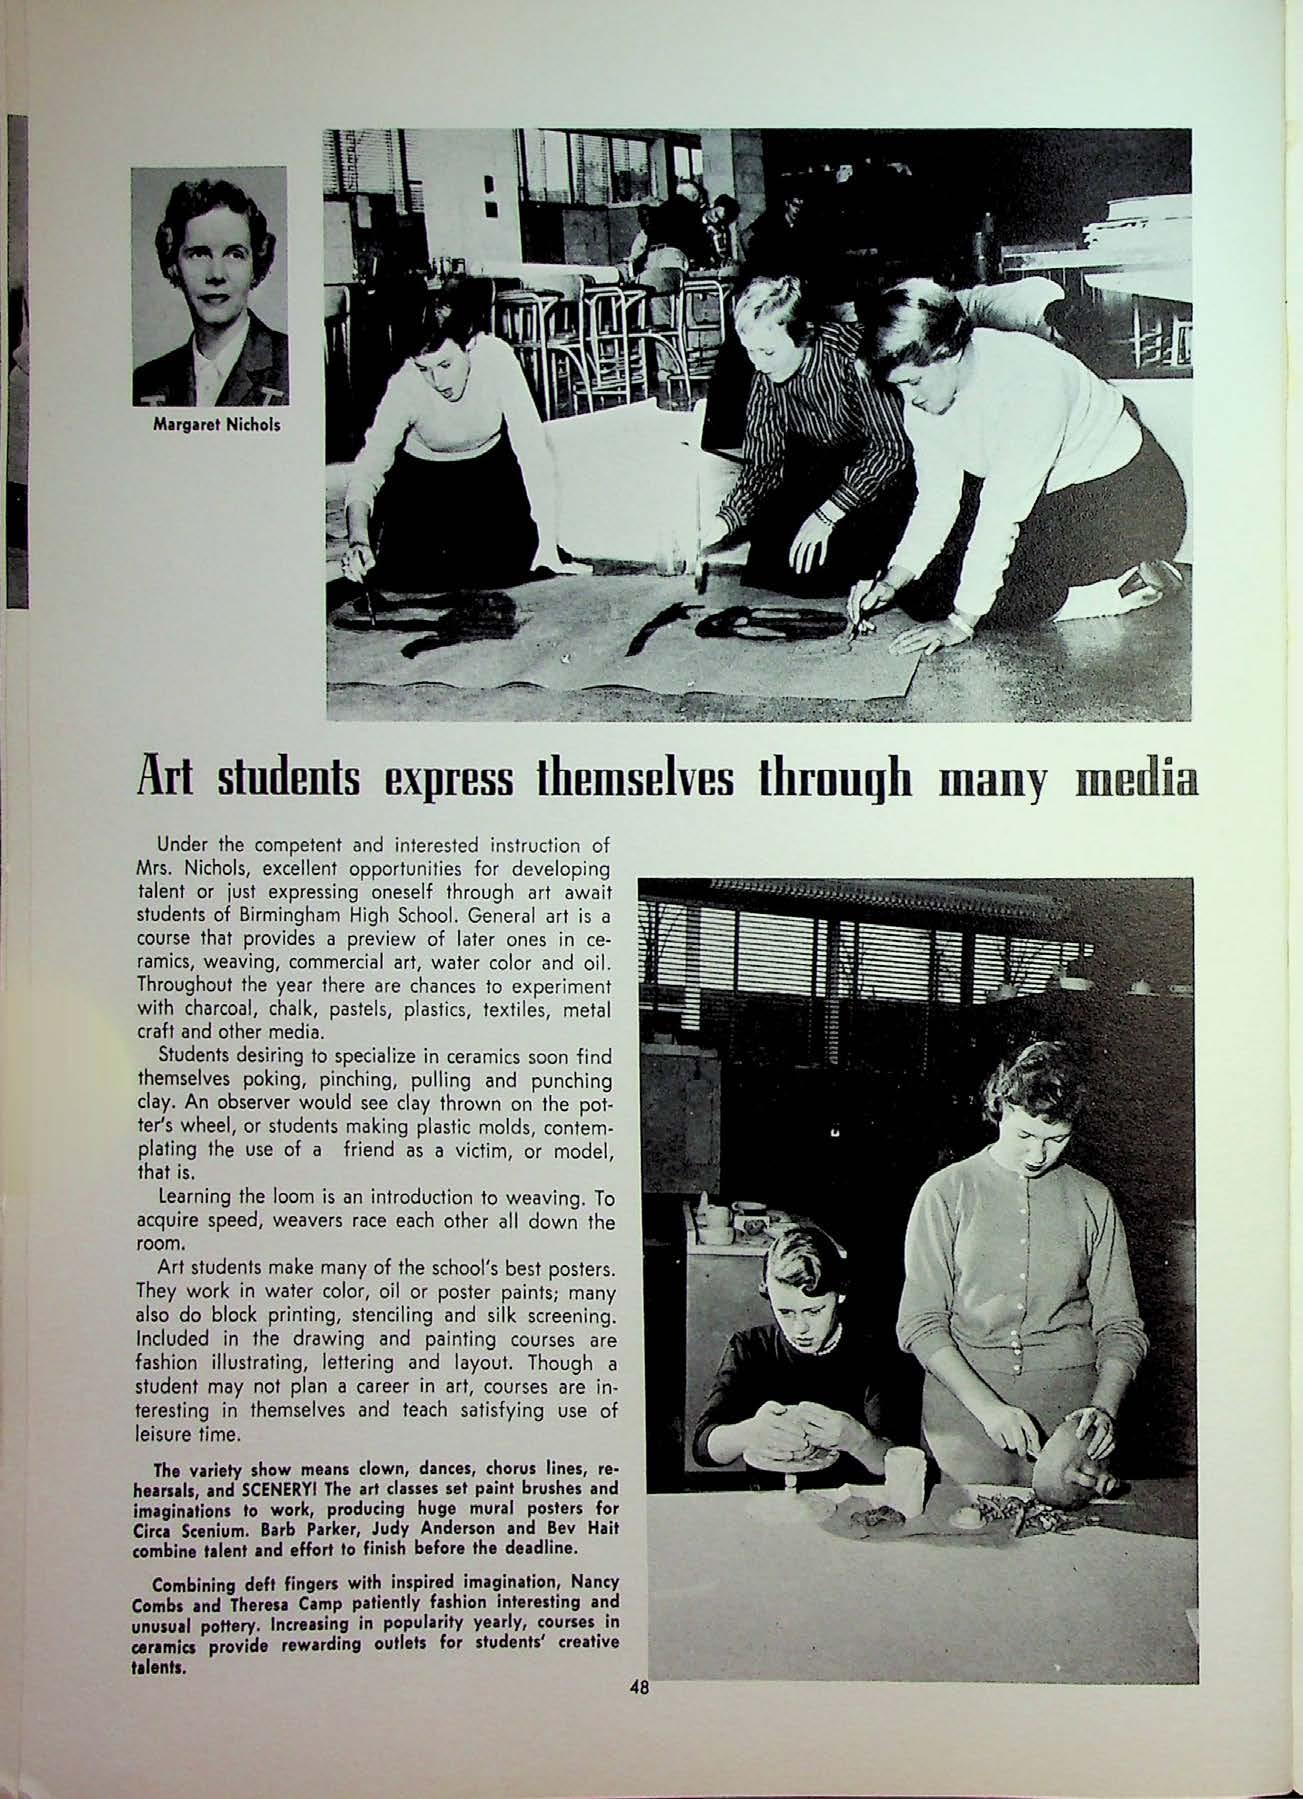 Margaret Nichols
Art students express themselves through many media
Under the competent and interested instruction of
Mrs. Nichols, excellent opportunities for developing
talent or just expressing oneself through art await
students of Birmingham High School. General art is a
course that provides a preview of later ones in ce-
ramics, weaving, commercial art, water color and oil.
Throughout the year there are chances to experiment
with charcoal, chalk, pastels, plastics, textiles, metal
craft and other media.
Students desiring to specialize in ceramics soon find
themselves poking, pinching, pulling and punching
clay. An observer would see clay thrown on the pot-
ter's wheel, or students making plastic molds, contem-
plating the use of a friend as a victim, or model,
that is.
Learning the loom is an introduction to weaving. To
acquire speed, weavers race each other all down the
room.
Art students make many of the school's best posters.
They work in water color, oil or poster paints; many
also do block printing, stenciling and silk screening.
Included in the drawing and painting courses are
fashion illustrating, lettering and layout. Though a
student may not plan a career in art, courses are in-
teresting in themselves and teach satisfying use of
leisure time.
The variety show means clown, dances, chorus lines, re-
hearsals, and SCENERY! The art classes set paint brushes and
imaginations to work, producing huge mural posters for
Circa Scenium. Barb Parker, Judy Anderson and Bev Hait
combine talent and effort to finish before the deadline.
Combining deft fingers with inspired imagination, Nancy
Combs and Theresa Camp patiently fashion interesting and
unusual pottery. Increasing in popularity yearly, courses in
ceramics provide rewarding outlets for students' creative
talents.
48